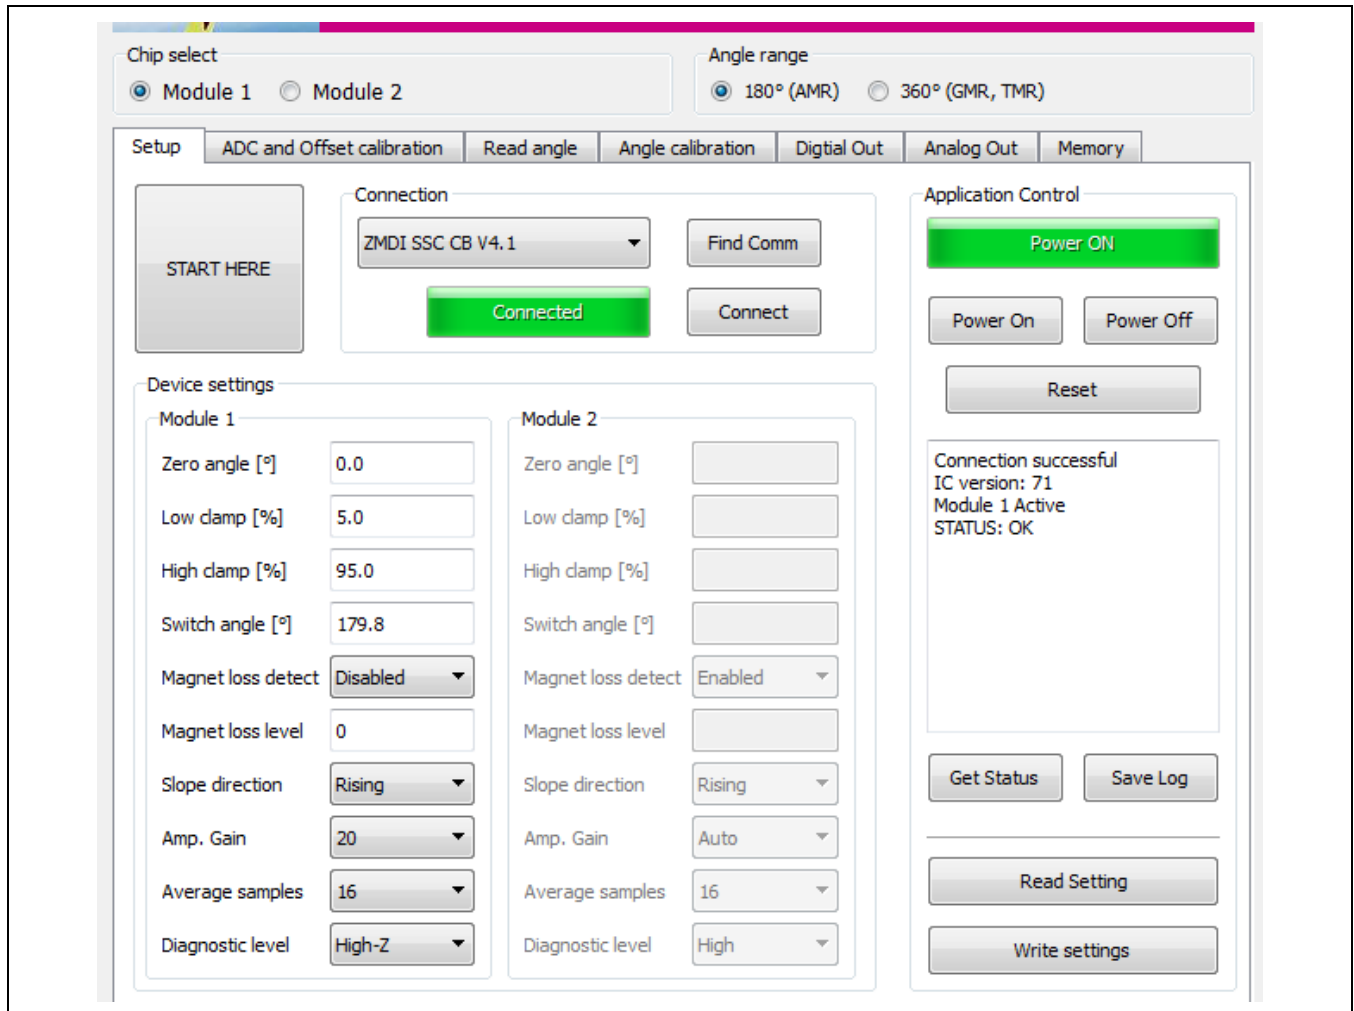 Chip select
Module 1 Module 2
Angle range
180° (AMR) 360° (GMR, TMR)
Setup ADC and Offset calibration Read angle Angle calibration Digtial Out Analog Out Memory
START HERE
Connection
ZMDI SSC CB V4.1 Find Comm
Connected Connect
Application Control
Power ON
Power On Power Off
Reset
Connection successful
IC version: 71
Module 1 Active
STATUS: OK
Get Status Save Log
Read Setting
Write settings
Device settings
Module 1
Zero angle [°] 0.0
Low clamp [%] 5.0
High clamp [%] 95.0
Switch angle [°] 179.8
Magnet loss detect Disabled
Magnet loss level 0
Slope direction Rising
Amp. Gain 20
Average samples 16
Diagnostic level High-Z
Module 2
Zero angle [°]
Low clamp [%]
High clamp [%]
Switch angle [°]
Magnet loss detect Enabled
Magnet loss level
Slope direction Rising
Amp. Gain Auto
Average samples 16
Diagnostic level High